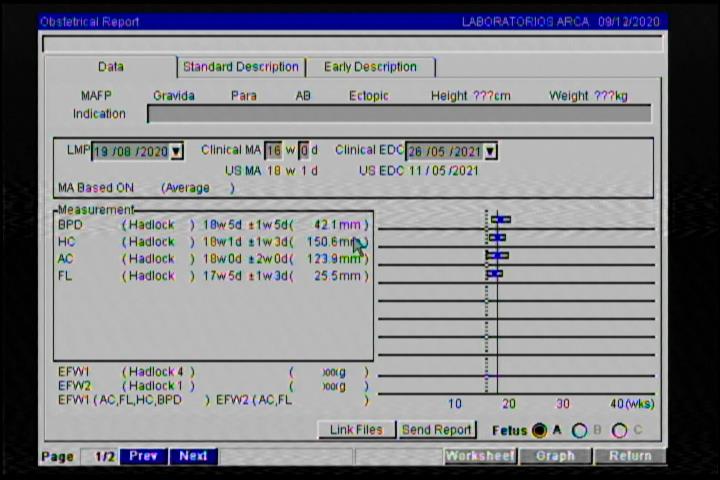 Obstetrical Report LABORATORIOS ARCA 09/12/2020
Data Standard Description Early Description
MAFP Gravida Para AB Ectopic Height ???cm Weight ???kg
Indication
LMP 19 /08 /2020 Clinical MA 16 w 0 d Clinical EDC 26 /05 /2021
US MA 18 w 1 d US EDC 11 / 05 /2021
MA Based ON (Average )
Measurement
BPD (Hadlock ) 18w5d ±1w5d( 42.1mm )
HC (Hadlock ) 18w1d ±1w3d( 150.6mm )
AC (Hadlock ) 18w0d ±2w0d( 123.9mm )
FL (Hadlock ) 17w5d ±1w3d( 25.5mm )
EFW1 (Hadlock 4 ) ( g )
EFW2 (Hadlock 1 ) ( g )
EFW1 ( AC,FL,HC,BPD ) EFW2 ( AC,FL )
10 20 30 40(wks)
Link Files Send Report Fetus A B C
Page 1/2 Prev Next Worksheet Graph Return